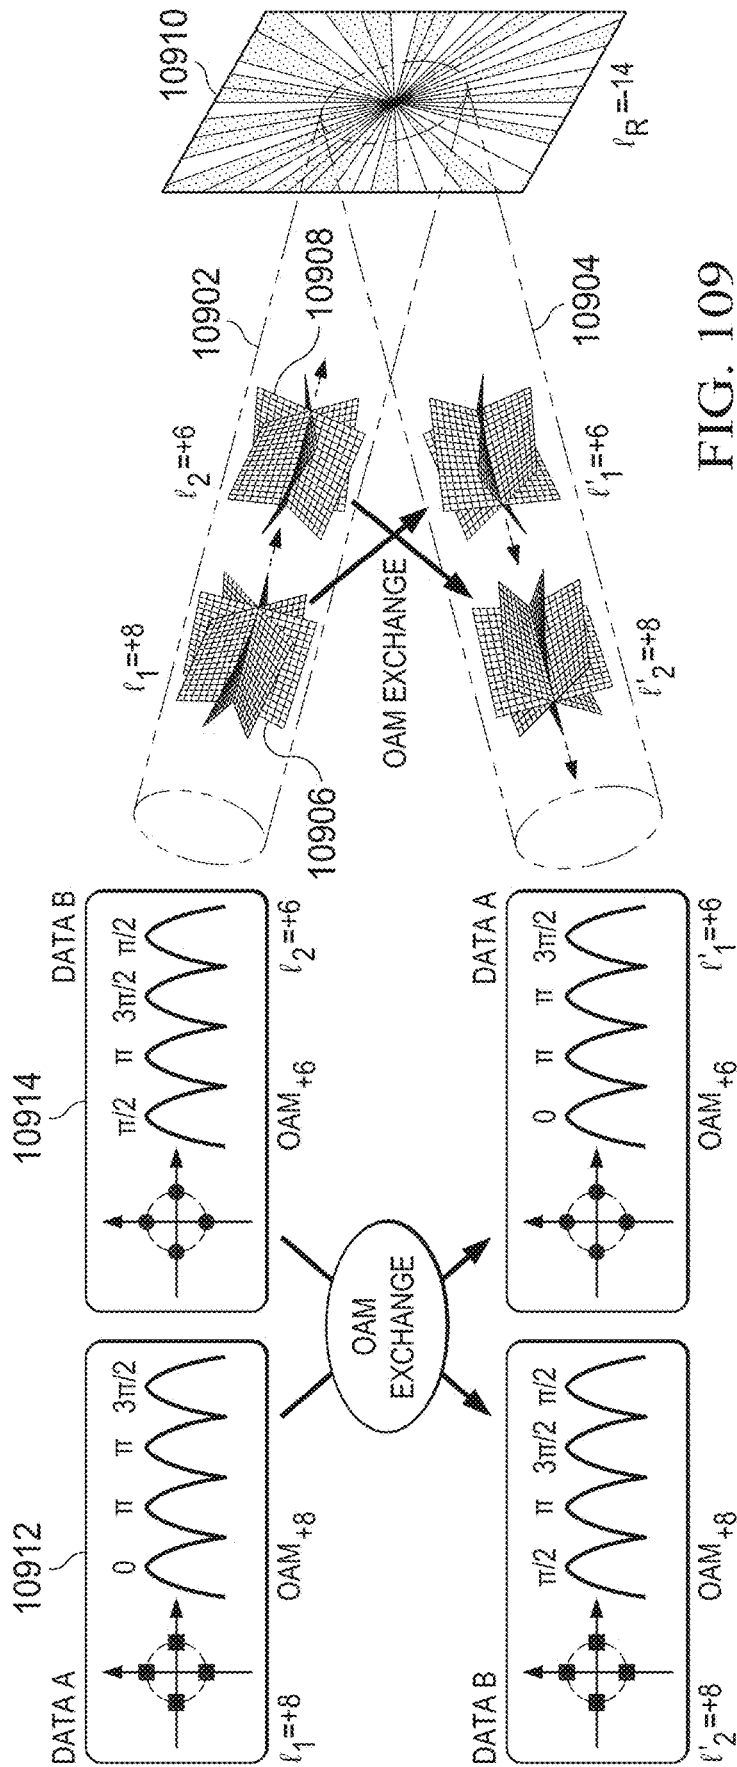 10912
DATA A
0 π π 3π/2
ℓ1=+8
OAM+8
10914
DATA B
π/2 π 3π/2 π/2
OAM+6
ℓ2=+6
OAM
EXCHANGE
DATA B
π/2 π 3π/2 π/2
ℓ'2=+8
OAM+8
DATA A
0 π π 3π/2
OAM+6
ℓ'1=+6
10906
ℓ1=+8
ℓ2=+6
10902
10908
10910
OAM EXCHANGE
ℓ'2=+8
ℓ'1=+6
10904
ℓR=-14
FIG. 109